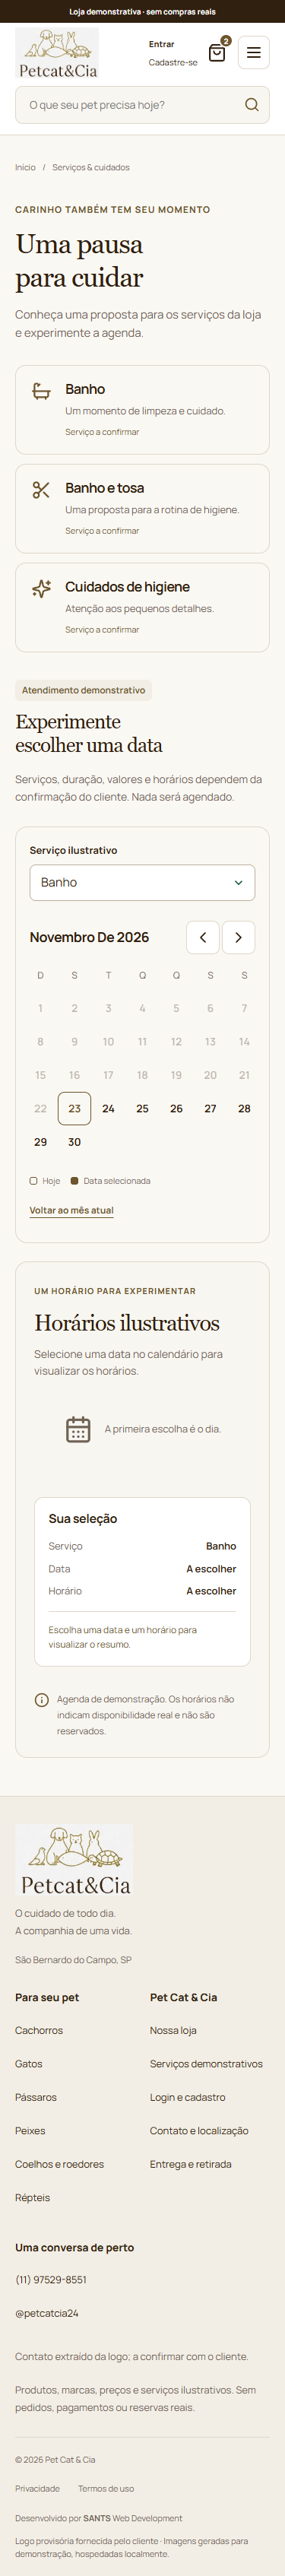 Loja demonstrativa · sem compras reais
Petcat&Cia
Entrar
Cadastre-se
2
O que seu pet precisa hoje?
Início / Serviços & cuidados
CARINHO TAMBÉM TEM SEU MOMENTO
Uma pausa
para cuidar
Conheça uma proposta para os serviços da loja
e experimente a agenda.
Banho
Um momento de limpeza e cuidado.
Serviço a confirmar
Banho e tosa
Uma proposta para a rotina de higiene.
Serviço a confirmar
Cuidados de higiene
Atenção aos pequenos detalhes.
Serviço a confirmar
Atendimento demonstrativo
Experimente
escolher uma data
Serviços, duração, valores e horários dependem da
confirmação do cliente. Nada será agendado.
Serviço ilustrativo
Banho
Novembro De 2026
D S T Q Q S S
1 2 3 4 5 6 7
8 9 10 11 12 13 14
15 16 17 18 19 20 21
22 23 24 25 26 27 28
29 30
Hoje Data selecionada
Voltar ao mês atual
UM HORÁRIO PARA EXPERIMENTAR
Horários ilustrativos
Selecione uma data no calendário para
visualizar os horários.
A primeira escolha é o dia.
Sua seleção
Serviço Banho
Data A escolher
Horário A escolher
Escolha uma data e um horário para
visualizar o resumo.
Agenda de demonstração. Os horários não
indicam disponibilidade real e não são
reservados.
Petcat&Cia
O cuidado de todo dia.
A companhia de uma vida.
São Bernardo do Campo, SP
Para seu pet
Cachorros
Gatos
Pássaros
Peixes
Coelhos e roedores
Répteis
Pet Cat & Cia
Nossa loja
Serviços demonstrativos
Login e cadastro
Contato e localização
Entrega e retirada
Uma conversa de perto
(11) 97529-8551
@petcatcia24
Contato extraído da logo; a confirmar com o cliente.
Produtos, marcas, preços e serviços ilustrativos. Sem
pedidos, pagamentos ou reservas reais.
© 2026 Pet Cat & Cia
Privacidade Termos de uso
Desenvolvido por SANTS Web Development
Logo provisória fornecida pelo cliente · Imagens geradas para
demonstração, hospedadas localmente.